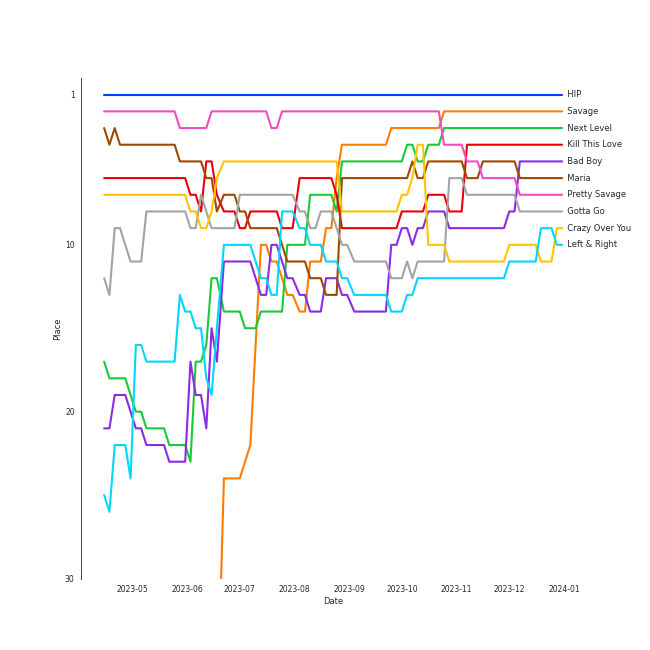 1
10
20
30
Place
2023-05
2023-06
2023-07
2023-08
2023-09
2023-10
2023-11
2023-12
2024-01
Date
HIP
Savage
Next Level
Kill This Love
Bad Boy
Maria
Pretty Savage
Gotta Go
Crazy Over You
Left & Right